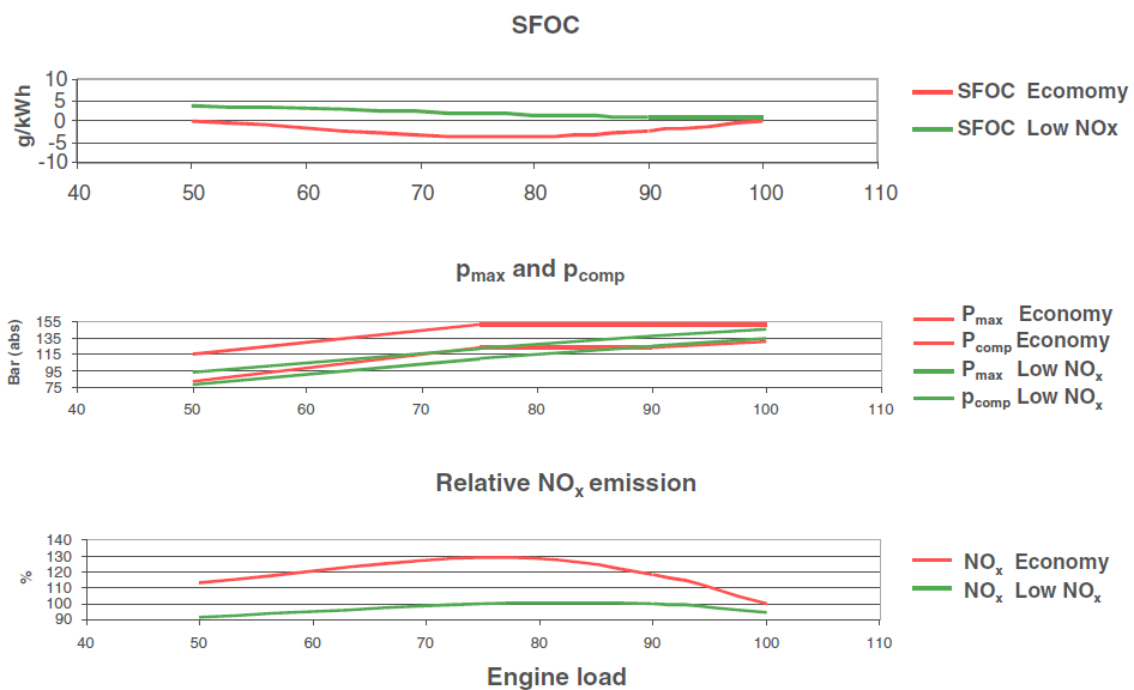 SFOC
g/kWh
10
5
0
-5
-10
40 50 60 70 80 90 100 110
SFOC Ecomomy
SFOC Low NOx
pmax and pcomp
Bar (abs)
155
135
115
95
75
40 50 60 70 80 90 100 110
Pmax Economy
Pcomp Economy
Pmax Low NOx
pcomp Low NOx
Relative NOx emission
%
140
130
120
110
100
90
40 50 60 70 80 90 100 110
NOx Economy
NOx Low NOx
Engine load